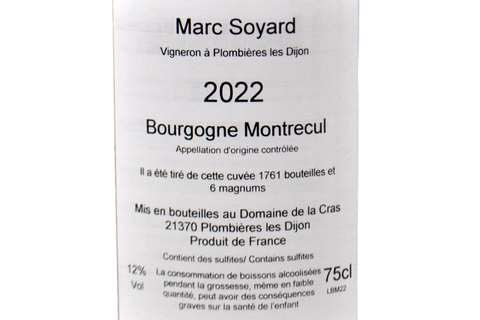 Marc Soyard
Vigneron à Plombières les Dijon
2022
Bourgogne Montrecul
Appellation d'origine contrôlée
Il a été tiré de cette cuvée 1761 bouteilles et
6 magnums
Mis en bouteilles au Domaine de la Cras
21370 Plombières les Dijon
Produit de France
Contient des sulfites/ Contains sulfites
12%
Vol
La consommation de boissons alcoolisées
pendant la grossesse, même en faible
quantité, peut avoir des conséquences
graves sur la santé de l'enfant
75cl
LBM22